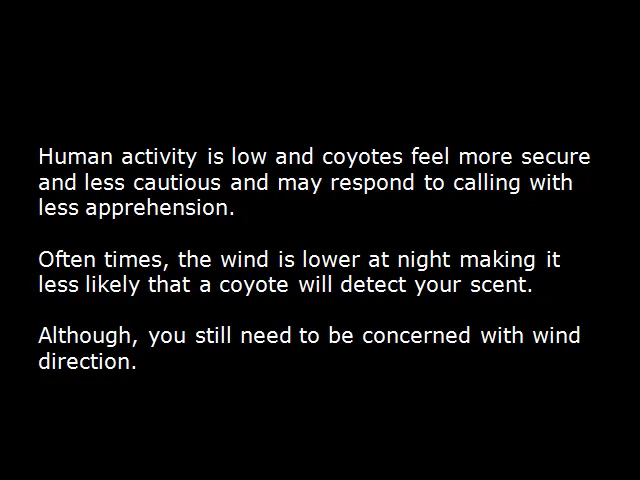 Human activity is low and coyotes feel more secure
and less cautious and may respond to calling with
less apprehension.
Often times, the wind is lower at night making it
less likely that a coyote will detect your scent.
Although, you still need to be concerned with wind
direction.